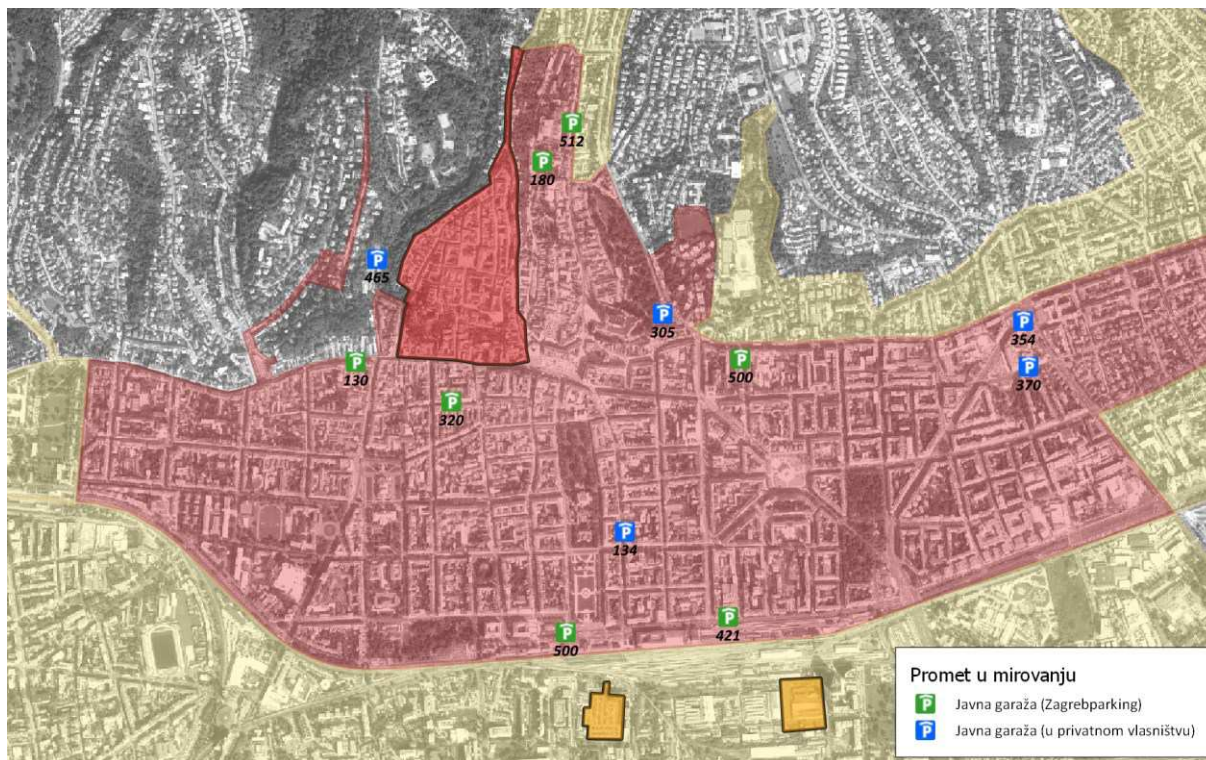 P
512
P
180
P
465
P
305
P
354
P
130
P
500
P
370
P
320
P
134
P
421
P
500
Promet u mirovanju
P Javna garaža (Zagrebparking)
P Javna garaža (u privatnom vlasništvu)